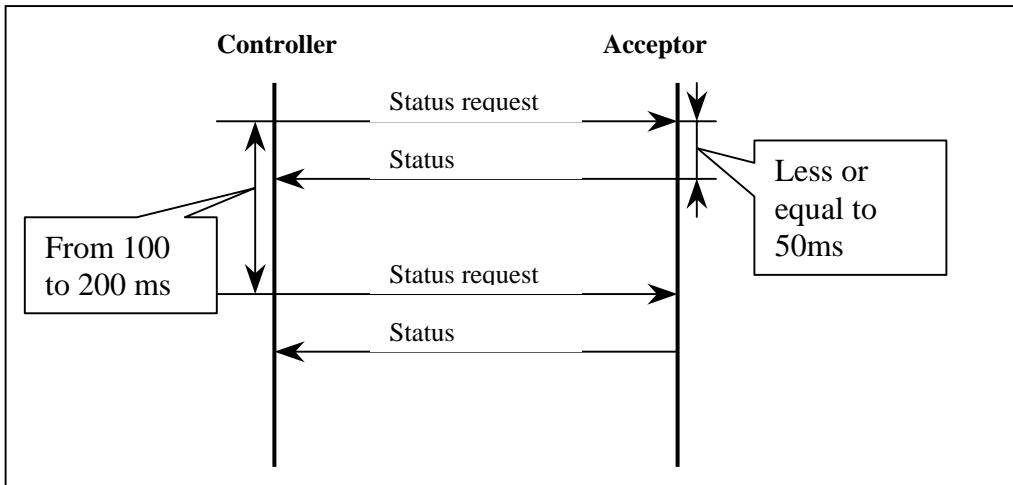 Controller
Acceptor
Status request
Status
Less or
equal to
50ms
From 100
to 200 ms
Status request
Status